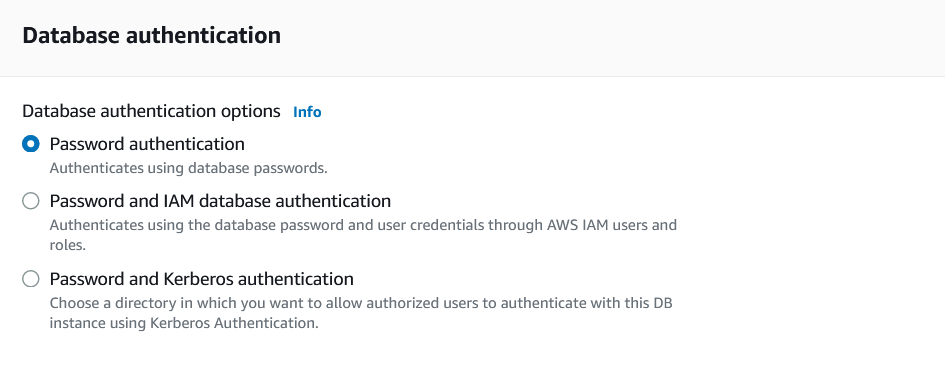 Database authentication
Database authentication options Info
Password authentication
Authenticates using database passwords.
Password and IAM database authentication
Authenticates using the database password and user credentials through AWS IAM users and
roles.
Password and Kerberos authentication
Choose a directory in which you want to allow authorized users to authenticate with this DB
instance using Kerberos Authentication.